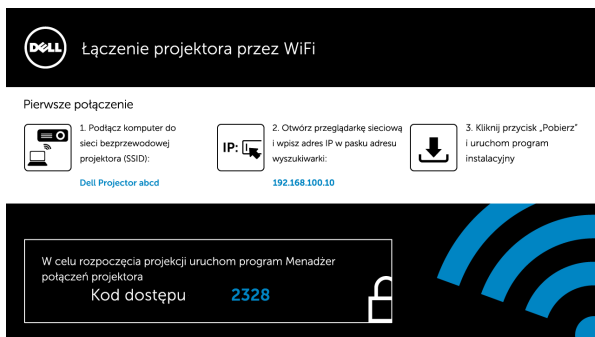 DELL
Łączenie projektora przez WiFi
Pierwsze połączenie
1. Podłącz komputer do
sieci bezprzewodowej
projektora (SSID):
Dell Projector abcd
IP:
2. Otwórz przeglądarkę sieciową
i wpisz adres IP w pasku adresu
wyszukiwarki:
192.168.100.10
3. Kliknij przycisk „Pobierz”
i uruchom program
instalacyjny
W celu rozpoczęcia projekcji uruchom program Menadżer
połączeń projektora
Kod dostępu 2328